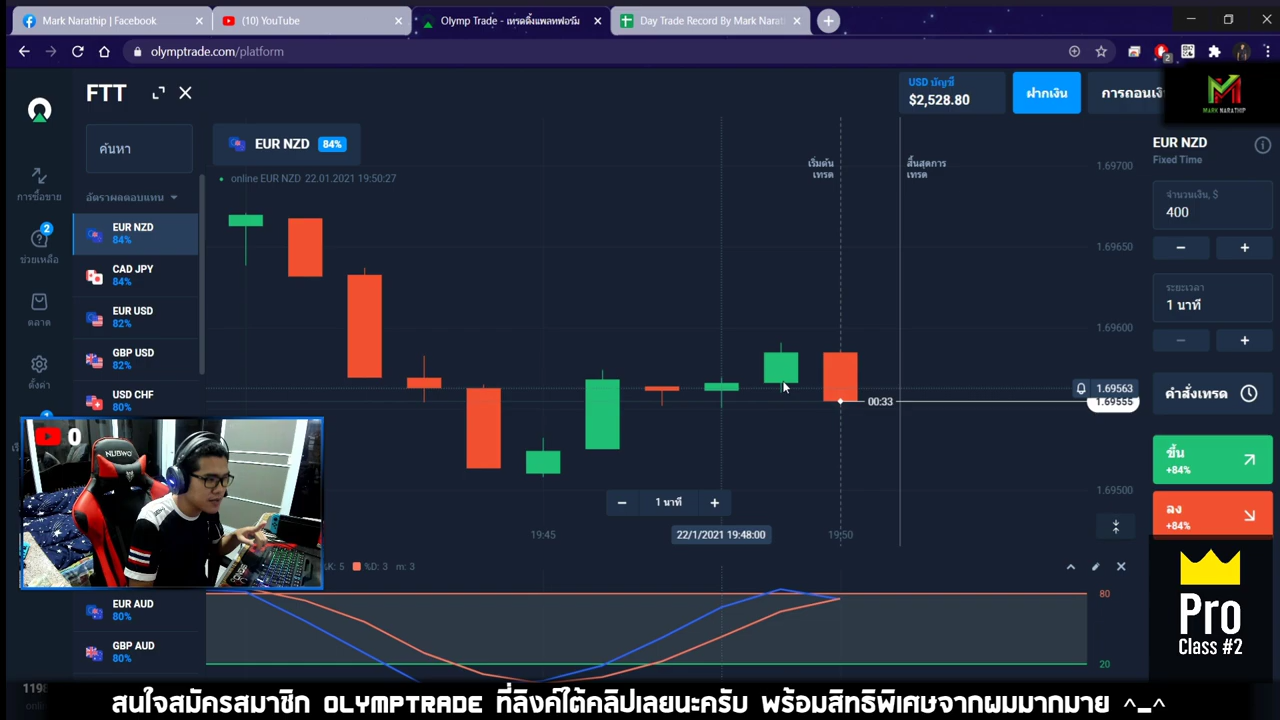 Mark Narathip | Facebook
(10) YouTube
Olymp Trade - เทรดดิ้งแพลทฟอร์ม
Day Trade Record By Mark Narat
olymptrade.com/platform
2
FTT
USD บัญชี
$2,528.80
ฝากเงิน
การถอนเงิ
MARK NARATHIP
ค้นหา
อัตราผลตอบแทน
EUR NZD
84%
CAD JPY
84%
EUR USD
82%
GBP USD
82%
USD CHF
80%
EUR AUD
80%
GBP AUD
80%
การซื้อขาย
2
ช่วยเหลือ
ตลาด
ตั้งค่า
1198
EUR NZD 84%
online EUR NZD 22.01.2021 19:50:27
เริ่มต้น
เทรด
สิ้นสุดการ
เทรด
1.69700
1.69650
1.69600
1.69563
1.69555
1.69500
00:33
1 นาที
19:45
22/1/2021 19:48:00
19:50
%K: 5 %D: 3 m: 3
80
20
EUR NZD
Fixed Time
จำนวนเงิน, $
400
ระยะเวลา
1 นาที
คำสั่งเทรด
ขึ้น
+84%
ลง
+84%
0
NUBWO
Pro
Class #2
สนใจสมัครสมาชิก OLYMPTRADE ที่ลิงค์ใต้คลิปเลยนะครับ พร้อมสิทธิพิเศษจากผมมากมาย ^_^